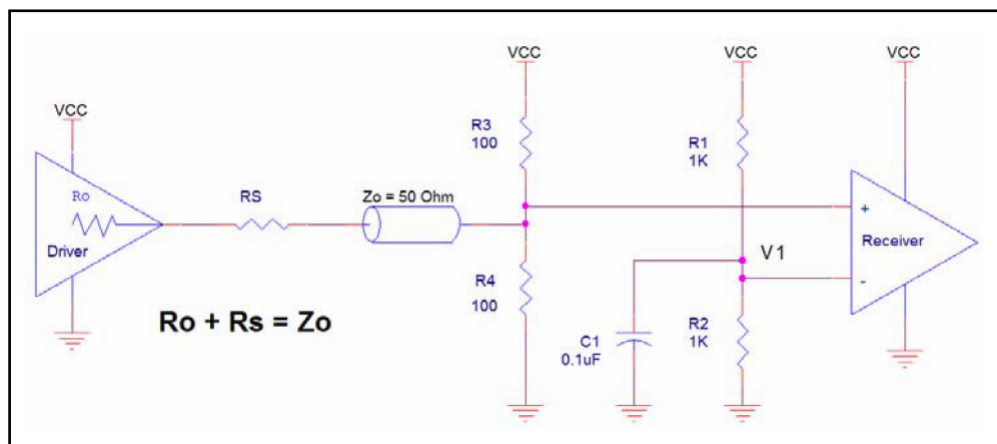 VCC
VCC
VCC
VCC
R3
100
R1
1K
Ro
RS
Zo = 50 Ohm
+
Driver
Receiver
V1
-
R4
100
Ro + Rs = Zo
C1
0.1uF
R2
1K